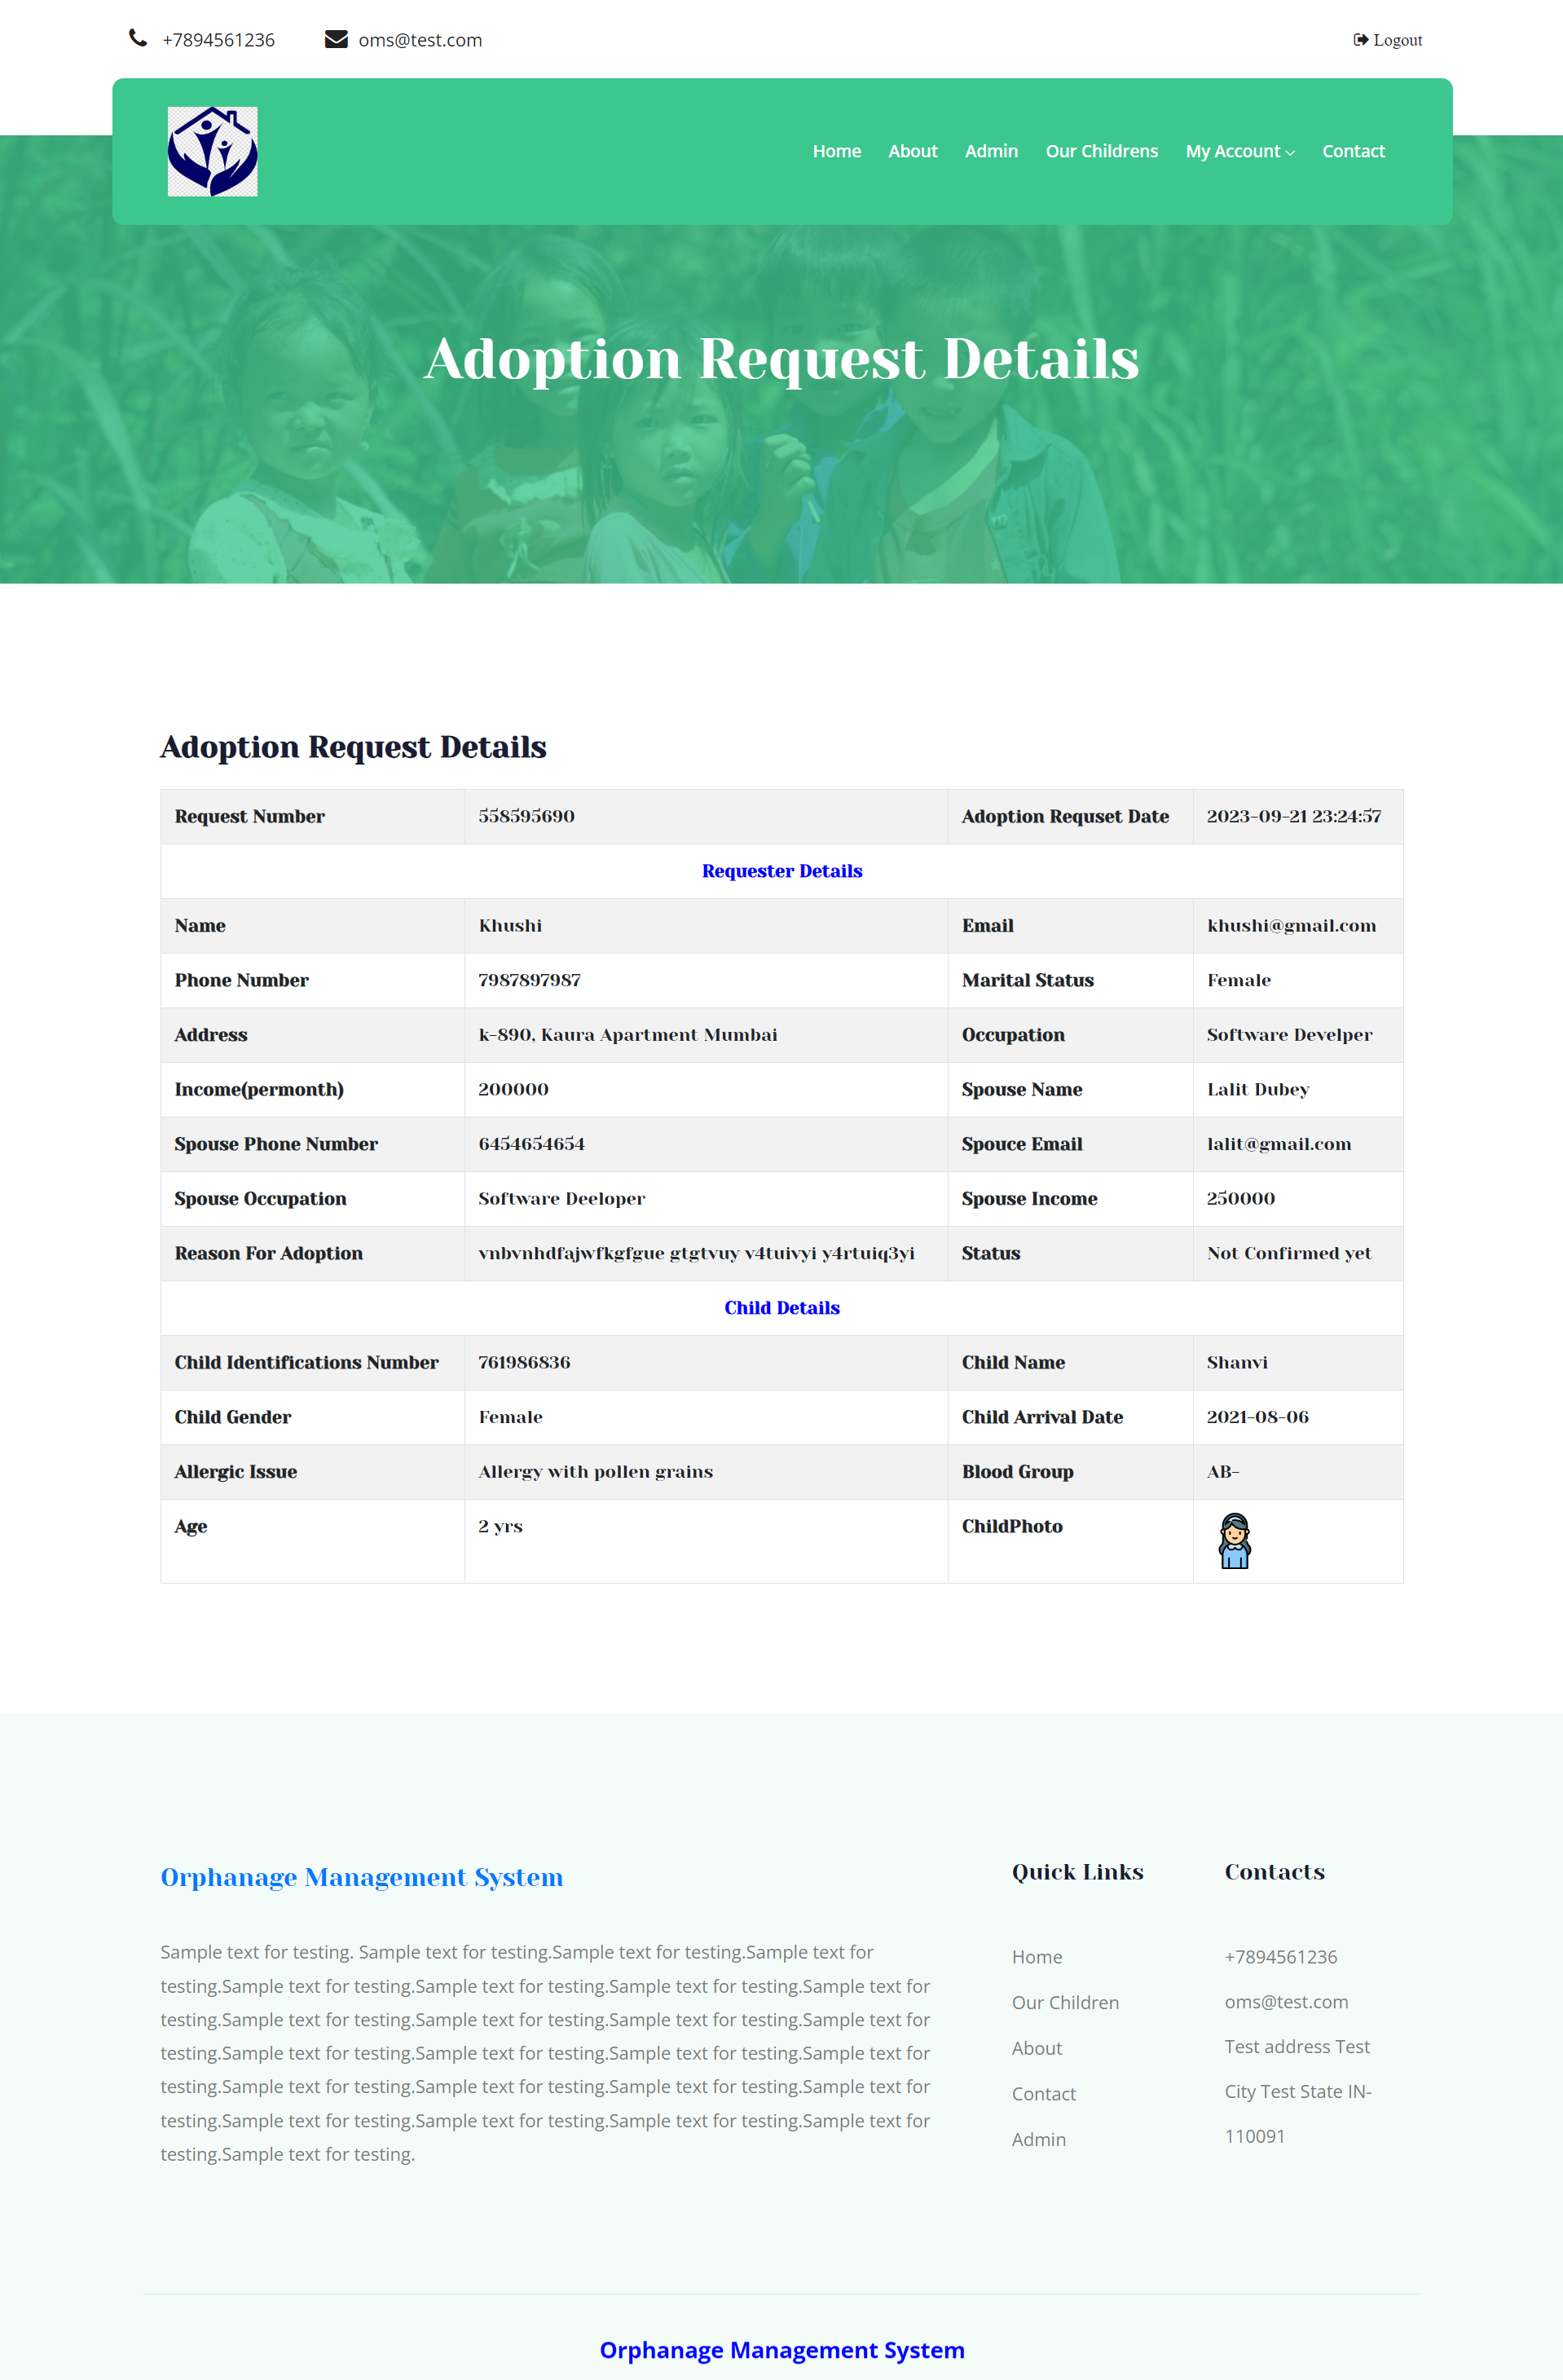 +7894561236 oms@test.com Logout
Home About Admin Our Childrens My Account Contact
Adoption Request Details
Adoption Request Details
Request Number 558595690 Adoption Requset Date 2023-09-21 23:24:57
Requester Details
Name Khushi Email khushi@gmail.com
Phone Number 7987897987 Marital Status Female
Address k-890, Kaura Apartment Mumbai Occupation Software Develper
Income(permonth) 200000 Spouse Name Lalit Dubey
Spouse Phone Number 6454654654 Spouce Email lalit@gmail.com
Spouse Occupation Software Deeloper Spouse Income 250000
Reason For Adoption vnbvnhdfajwfkgfgue gtgtvuy v4tuivyi y4rtuiq3yi Status Not Confirmed yet
Child Details
Child Identifications Number 761986836 Child Name Shanvi
Child Gender Female Child Arrival Date 2021-08-06
Allergic Issue Allergy with pollen grains Blood Group AB-
Age 2 yrs ChildPhoto
Orphanage Management System
Sample text for testing. Sample text for testing.Sample text for testing.Sample text for
testing.Sample text for testing.Sample text for testing.Sample text for testing.Sample text for
testing.Sample text for testing.Sample text for testing.Sample text for testing.Sample text for
testing.Sample text for testing.Sample text for testing.Sample text for testing.Sample text for
testing.Sample text for testing.Sample text for testing.Sample text for testing.Sample text for
testing.Sample text for testing.Sample text for testing.Sample text for testing.Sample text for
testing.Sample text for testing.
Quick Links
Home
Our Children
About
Contact
Admin
Contacts
+7894561236
oms@test.com
Test address Test
City Test State IN-
110091
Orphanage Management System